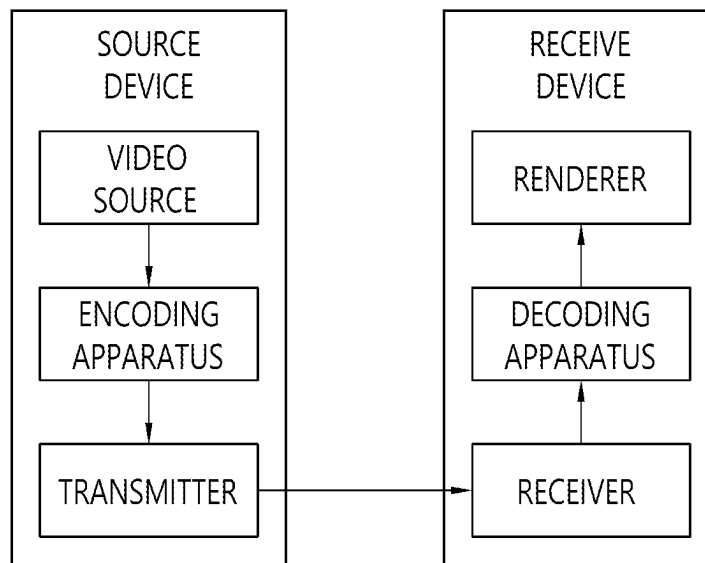 SOURCE
DEVICE
VIDEO
SOURCE
ENCODING
APPARATUS
TRANSMITTER
RECEIVE
DEVICE
RENDERER
DECODING
APPARATUS
RECEIVER